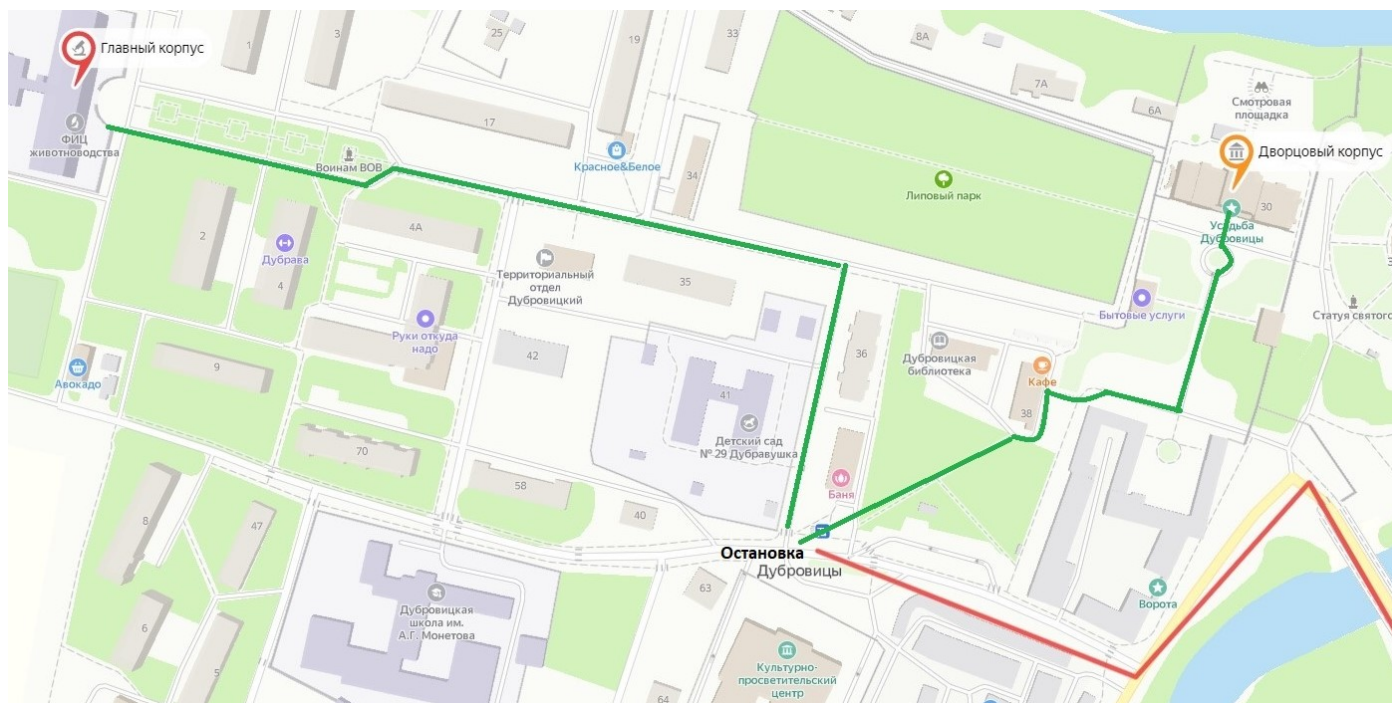 Главный корпус
1
3
25
19
33
8А
7А
6А
Смотровая
площадка
ФИЦ
животноводства
17
Воинам ВОВ
Красное&Белое
34
Липовый парк
Дворцовый корпус
30
Усадьба
Дубровицы
2
4А
Дубрава
4
Территориальный
отдел
Дубровицкий
35
Бытовые услуги
Статуя святого
Руки откуда
надо
42
36
Дубровицкая
библиотека
Авокадо
9
41
Кафе
38
Детский сад
№ 29 Дубравушка
70
Баня
58
8
47
40
Остановка
Дубровицы
63
Ворота
Дубровицкая
школа им.
А.Г. Монетова
6
5
Культурно-
просветительский
центр
64